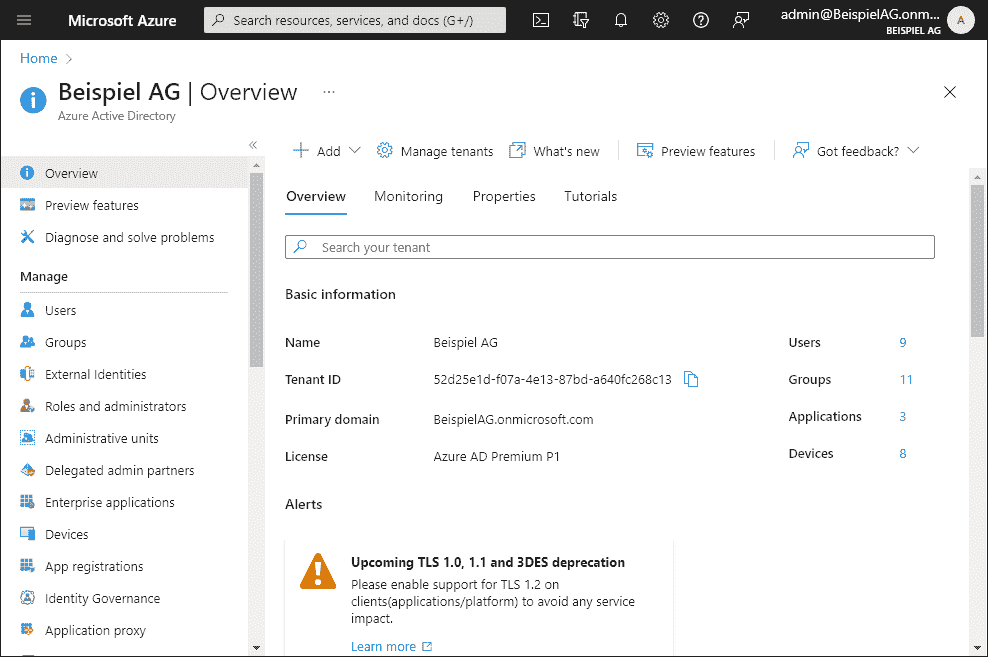 Microsoft Azure
Search resources, services, and docs (G+/)
admin@BeispielAG.onm...
BEISPIEL AG
A
Home
Beispiel AG | Overview ...
Azure Active Directory
Overview
Preview features
Diagnose and solve problems
Manage
Users
Groups
External Identities
Roles and administrators
Administrative units
Delegated admin partners
Enterprise applications
Devices
App registrations
Identity Governance
Application proxy
Add Manage tenants What's new Preview features Got feedback?
Overview Monitoring Properties Tutorials
Search your tenant
Basic information
Name Beispiel AG Users 9
Tenant ID 52d25e1d-f07a-4e13-87bd-a640fc268c13 Groups 11
Primary domain BeispielAG.onmicrosoft.com Applications 3
License Azure AD Premium P1 Devices 8
Alerts
Upcoming TLS 1.0, 1.1 and 3DES deprecation
Please enable support for TLS 1.2 on
clients(applications/platform) to avoid any service
impact.
Learn more